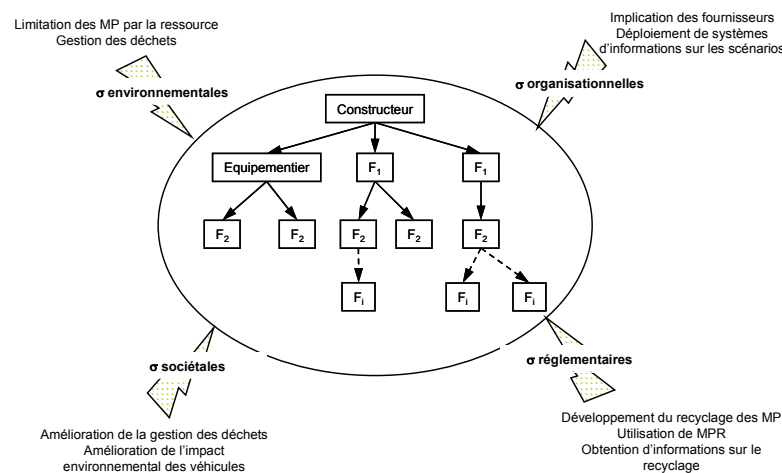 Limitation des MP par la ressource
Gestion des déchets
Implication des fournisseurs
Déploiement de systèmes
d'informations sur les scénarios
σ environnementales
σ organisationnelles
Constructeur
Equipementier
F1
F1
F2
F2
F2
F2
F2
Fi
Fi
Fi
σ sociétales
σ réglementaires
Amélioration de la gestion des déchets
Amélioration de l'impact
environnemental des véhicules
Développement du recyclage des MP
Utilisation de MPR
Obtention d'informations sur le
recyclage